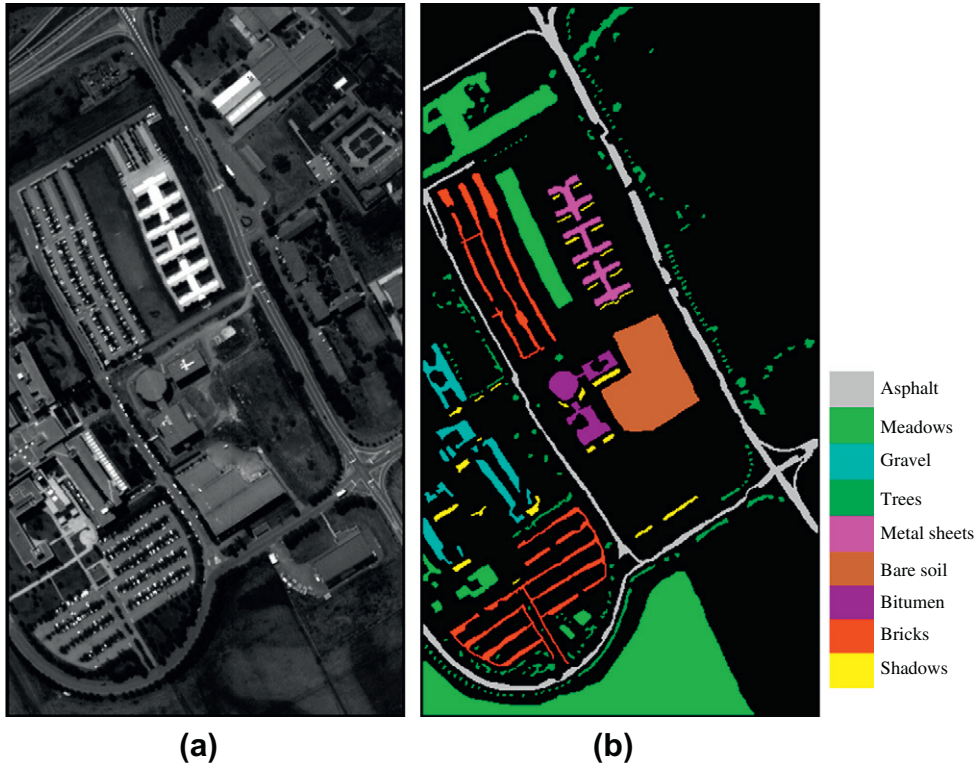 Asphalt
Meadows
Gravel
Trees
Metal sheets
Bare soil
Bitumen
Bricks
Shadows
(a)
(b)